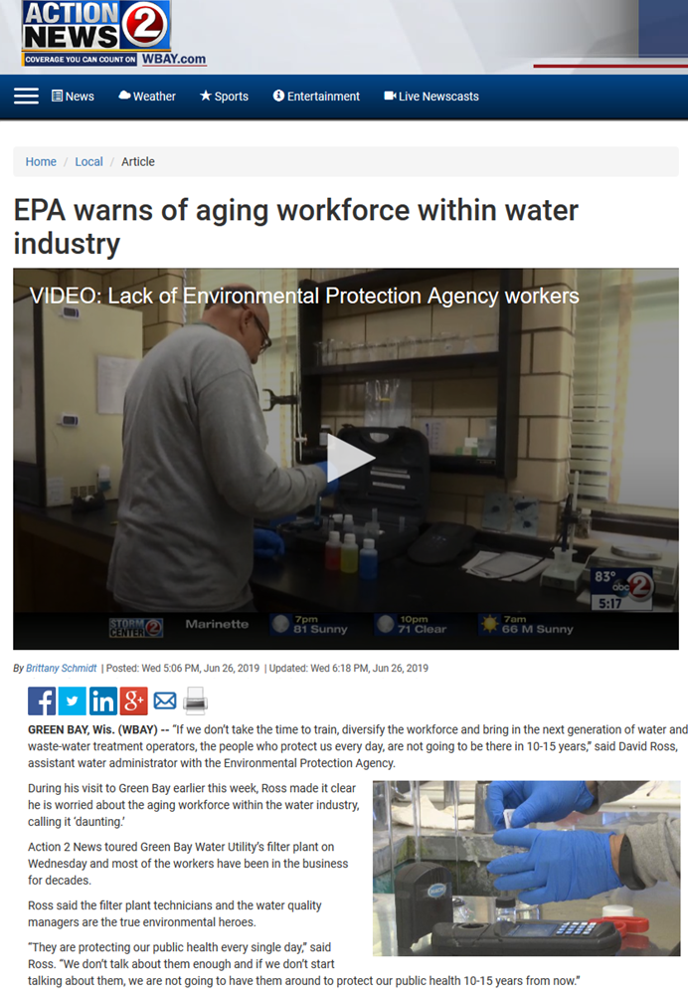 ACTION
NEWS 2
COVERAGE YOU CAN COUNT ON WBAY.com
News Weather Sports Entertainment Live Newscasts
Home / Local / Article
EPA warns of aging workforce within water
industry
VIDEO: Lack of Environmental Protection Agency workers
83° abc 2
5:17
STORM CENTER 2 Marinette 7pm 81 Sunny 10pm 71 Clear 7am 66 M Sunny
By Brittany Schmidt | Posted: Wed 5:06 PM, Jun 26, 2019 | Updated: Wed 6:18 PM, Jun 26, 2019
GREEN BAY, Wis. (WBAY) -- “If we don’t take the time to train, diversify the workforce and bring in the next generation of water and
waste-water treatment operators, the people who protect us every day, are not going to be there in 10-15 years,” said David Ross,
assistant water administrator with the Environmental Protection Agency.
During his visit to Green Bay earlier this week, Ross made it clear
he is worried about the aging workforce within the water industry,
calling it ‘daunting.’
Action 2 News toured Green Bay Water Utility’s filter plant on
Wednesday and most of the workers have been in the business
for decades.
Ross said the filter plant technicians and the water quality
managers are the true environmental heroes.
“They are protecting our public health every single day,” said
Ross. “We don’t talk about them enough and if we don’t start
talking about them, we are not going to have them around to protect our public health 10-15 years from now.”